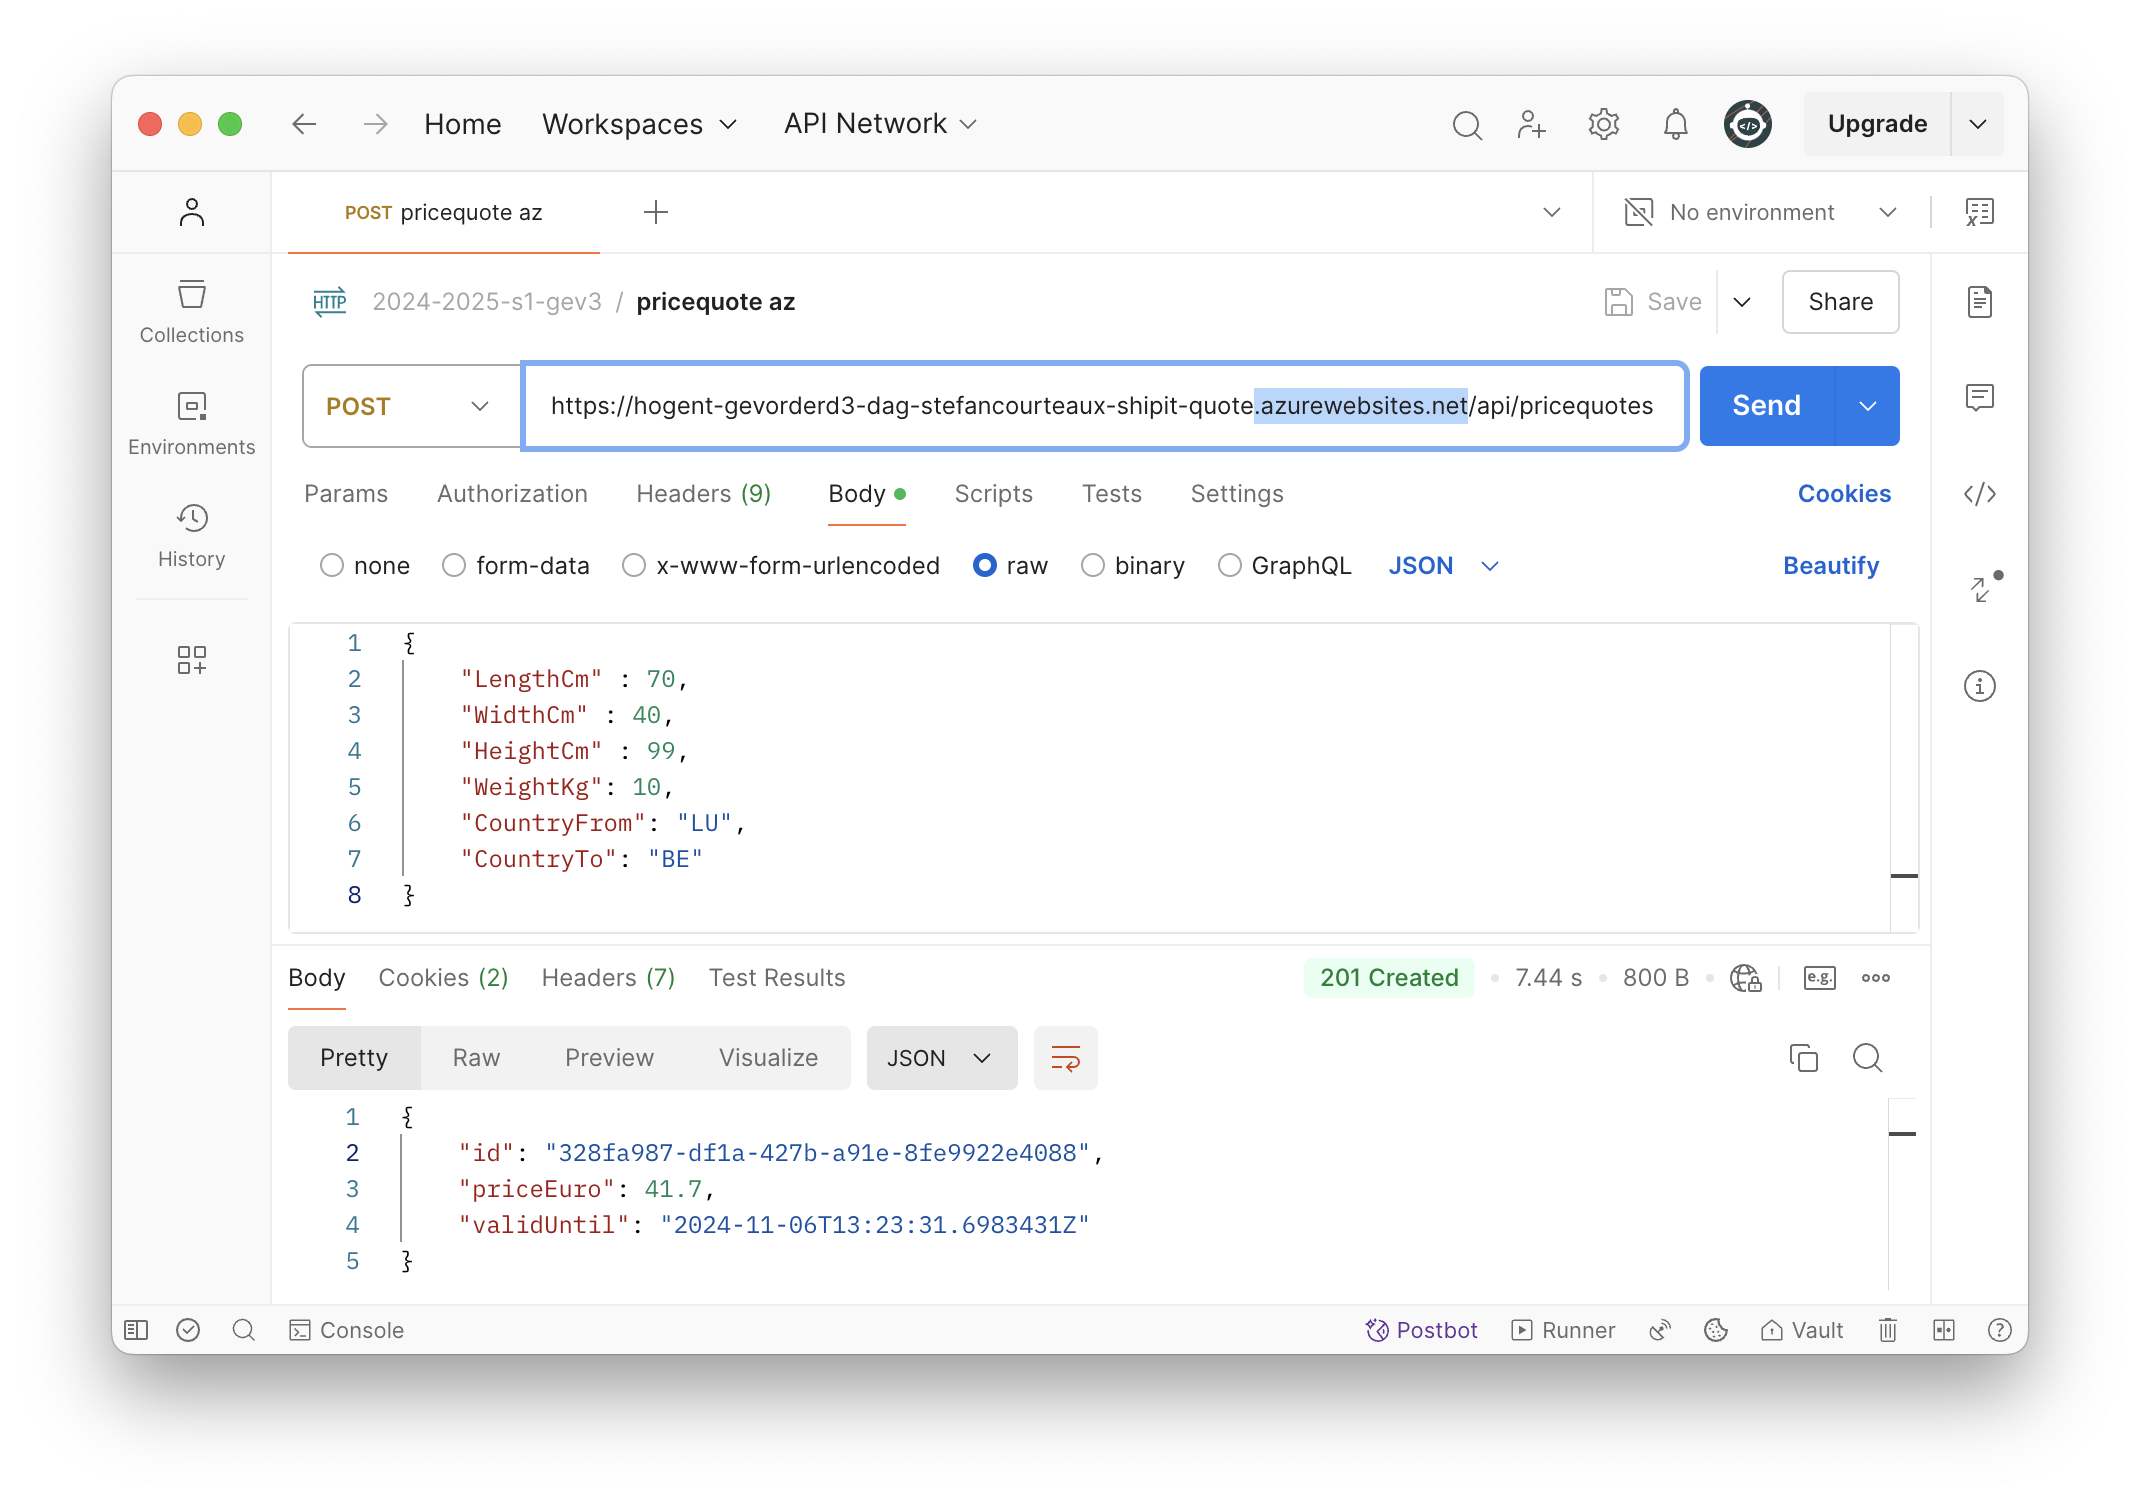 Home Workspaces API Network Upgrade
POST pricequote az No environment
HTTP 2024-2025-s1-gev3 / pricequote az Save Share
Collections
Environments
History
POST https://hogent-gevorderd3-dag-stefancourteaux-shipit-quote.azurewebsites.net/api/pricequotes Send
Params Authorization Headers (9) Body Scripts Tests Settings Cookies
none form-data x-www-form-urlencoded raw binary GraphQL JSON Beautify
1 {
2 "LengthCm" : 70,
3 "WidthCm" : 40,
4 "HeightCm" : 99,
5 "WeightKg": 10,
6 "CountryFrom": "LU",
7 "CountryTo": "BE"
8 }
Body Cookies (2) Headers (7) Test Results 201 Created 7.44 s 800 B e.g.
Pretty Raw Preview Visualize JSON
1 {
2 "id": "328fa987-df1a-427b-a91e-8fe9922e4088",
3 "priceEuro": 41.7,
4 "validUntil": "2024-11-06T13:23:31.6983431Z"
5 }
Console Postbot Runner Vault